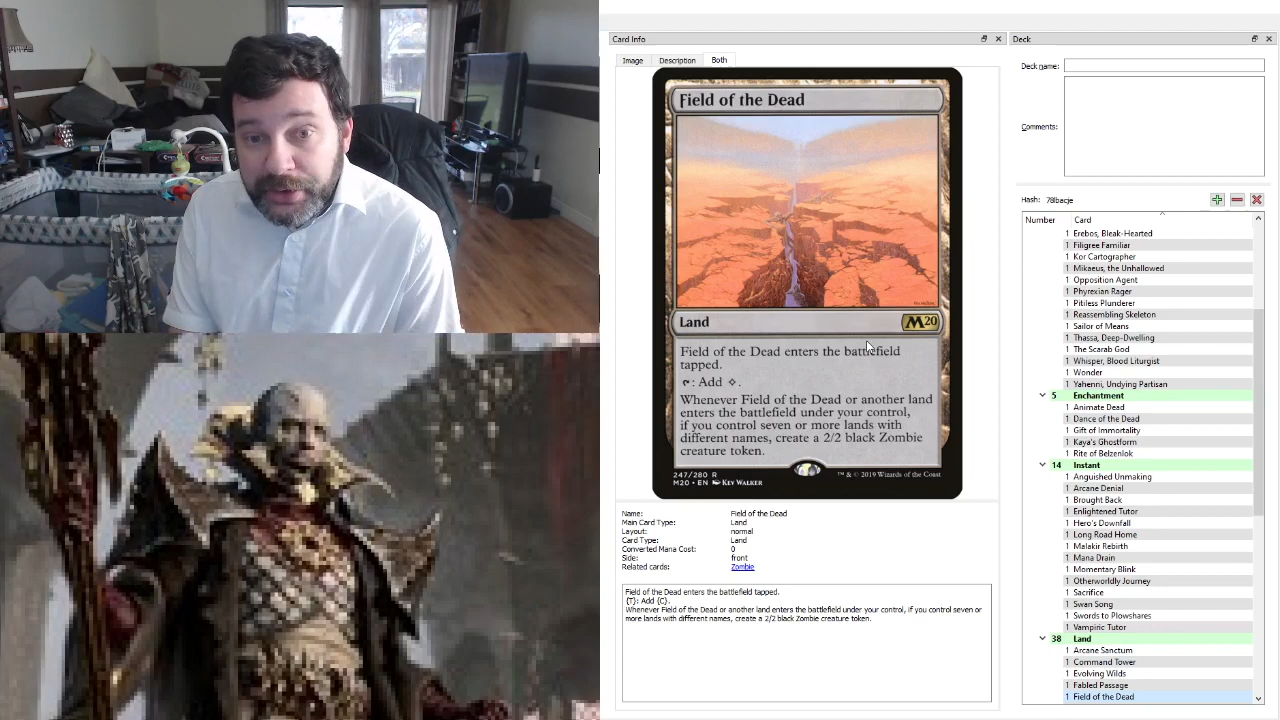 Card Info
Image Description Both
Field of the Dead
Land
M20
Field of the Dead enters the battlefield
tapped.
: Add .
Whenever Field of the Dead or another land
enters the battlefield under your control,
if you control seven or more lands with
different names, create a 2/2 black Zombie
creature token.
247/280 R
M20 • EN Kev Walker
™ & © 2019 Wizards of the Coast
Name: Field of the Dead
Main Card Type: Land
Layout: normal
Card Type: Land
Converted Mana Cost: 0
Side: front
Related cards: Zombie
Field of the Dead enters the battlefield tapped.
{T}: Add {C}.
Whenever Field of the Dead or another land enters the battlefield under your control, if you control seven or
more lands with different names, create a 2/2 black Zombie creature token.
Deck
Deck name:
Comments:
Hash: 78lbacje
Number Card
1 Erebos, Bleak-Hearted
1 Filigree Familiar
1 Kor Cartographer
1 Mikaeus, the Unhallowed
1 Opposition Agent
1 Phyrexian Rager
1 Pitiless Plunderer
1 Reassembling Skeleton
1 Sailor of Means
1 Thassa, Deep-Dwelling
1 The Scarab God
1 Whisper, Blood Liturgist
1 Wonder
1 Yahenni, Undying Partisan
5 Enchantment
1 Animate Dead
1 Dance of the Dead
1 Gift of Immortality
1 Kaya's Ghostform
1 Rite of Belzenlok
14 Instant
1 Anguished Unmaking
1 Arcane Denial
1 Brought Back
1 Enlightened Tutor
1 Hero's Downfall
1 Long Road Home
1 Malakir Rebirth
1 Mana Drain
1 Momentary Blink
1 Otherworldly Journey
1 Sacrifice
1 Swan Song
1 Swords to Plowshares
1 Vampiric Tutor
38 Land
1 Arcane Sanctum
1 Command Tower
1 Evolving Wilds
1 Fabled Passage
1 Field of the Dead